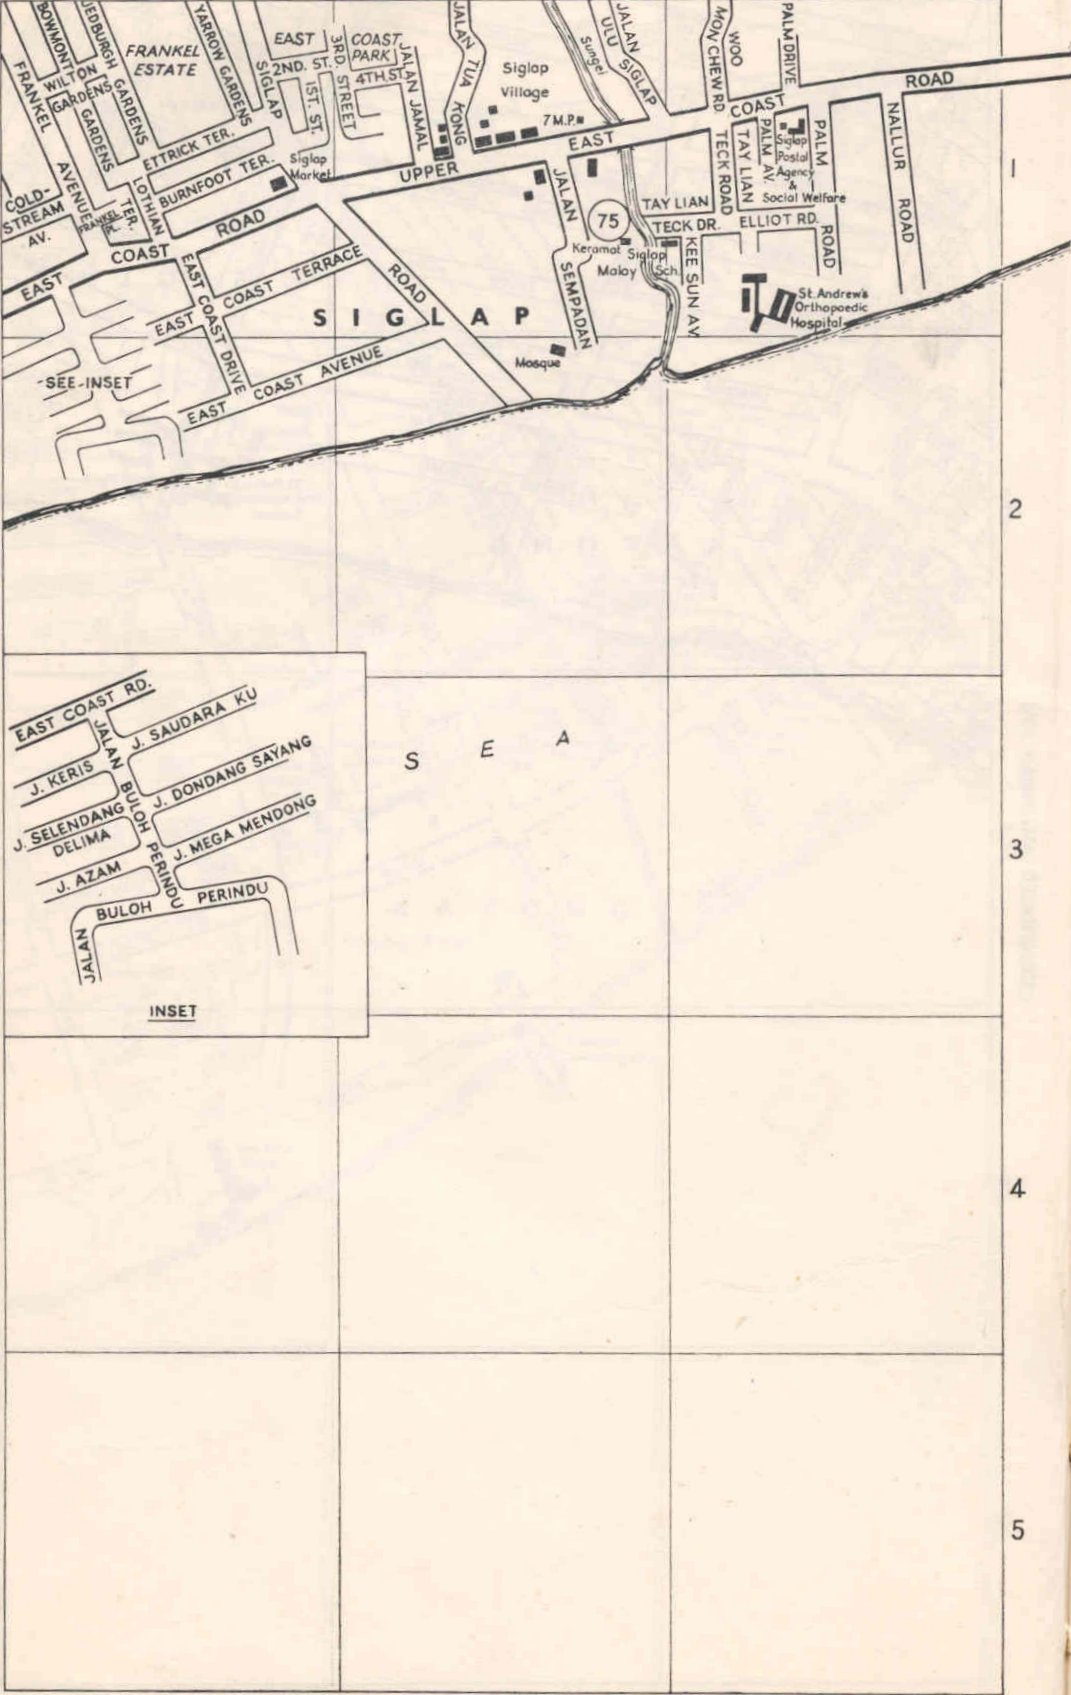 BOWMONT
JEDBURGH GARDENS
FRANKEL AVENUE
WILTON
GARDENS
GARDENS
FRANKEL
ESTATE
YARROW GARDENS
SIGLAP
EAST
2ND. ST.
1ST. ST.
3RD. STREET
COAST
PARK
4TH.ST.
JALAN JAMAL
JALAN TUA KONG
Siglap
Village
7 M.P.
Sungei
JALAN
ULU SIGLAP
WOO
MON CHEW RD.
PALM DRIVE
UPPER EAST COAST ROAD
ETTRICK TER.
BURNFOOT TER.
LOTHIAN TER.
Siglap
Market
COLD-
STREAM
AV.
FRANKEL
PL.
EAST COAST ROAD
EAST COAST TERRACE
EAST COAST DRIVE
EAST COAST AVENUE
ROAD
SIGLAP
JALAN SEMPADAN
Mosque
75
Keramat
Siglap
Malay Sch.
TAY LIAN
TECK DR.
TECK ROAD
TAY LIAN
PALM AV.
Siglap
Postal
Agency
&
Social Welfare
PALM ROAD
ELLIOT RD.
KEE SUN AV.
St. Andrew's
Orthopaedic
Hospital
NALLUR ROAD
1
-SEE-INSET
2
EAST COAST RD.
JALAN BULOH PERINDU
J. SAUDARA KU
J. KERIS
J. DONDANG SAYANG
J. SELENDANG
DELIMA
J. MEGA MENDONG
J. AZAM
JALAN BULOH PERINDU
INSET
SEA
3
4
5